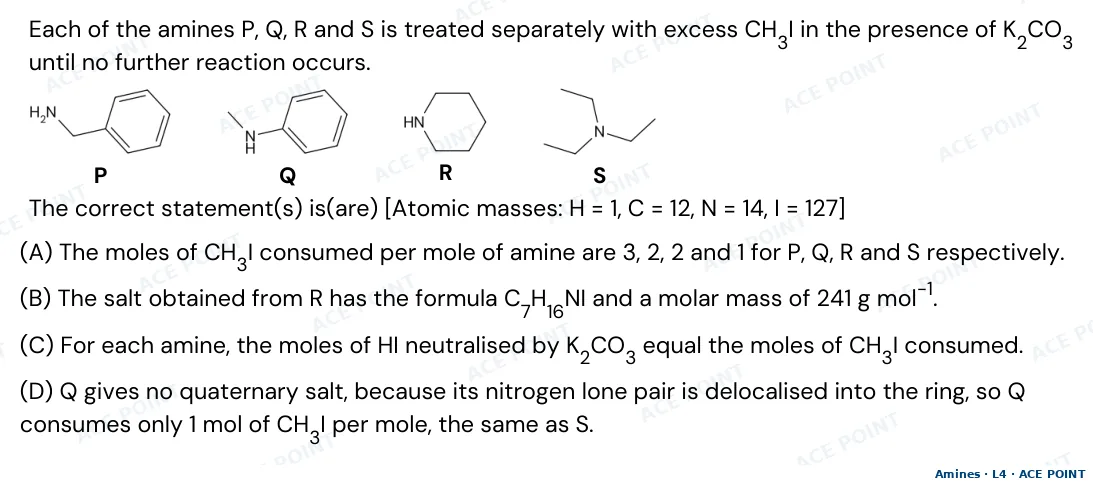 Each of the amines P, Q, R and S is treated separately with excess CH₃I in the presence of K₂CO₃
until no further reaction occurs.
H₂N
N
H
HN
N
P
Q
R
S
The correct statement(s) is(are) [Atomic masses: H = 1, C = 12, N = 14, I = 127]
(A) The moles of CH₃I consumed per mole of amine are 3, 2, 2 and 1 for P, Q, R and S respectively.
(B) The salt obtained from R has the formula C₇H₁₆NI and a molar mass of 241 g mol⁻¹.
(C) For each amine, the moles of HI neutralised by K₂CO₃ equal the moles of CH₃I consumed.
(D) Q gives no quaternary salt, because its nitrogen lone pair is delocalised into the ring, so Q
consumes only 1 mol of CH₃I per mole, the same as S.
Amines · L4 · ACE POINT
ACE POINT